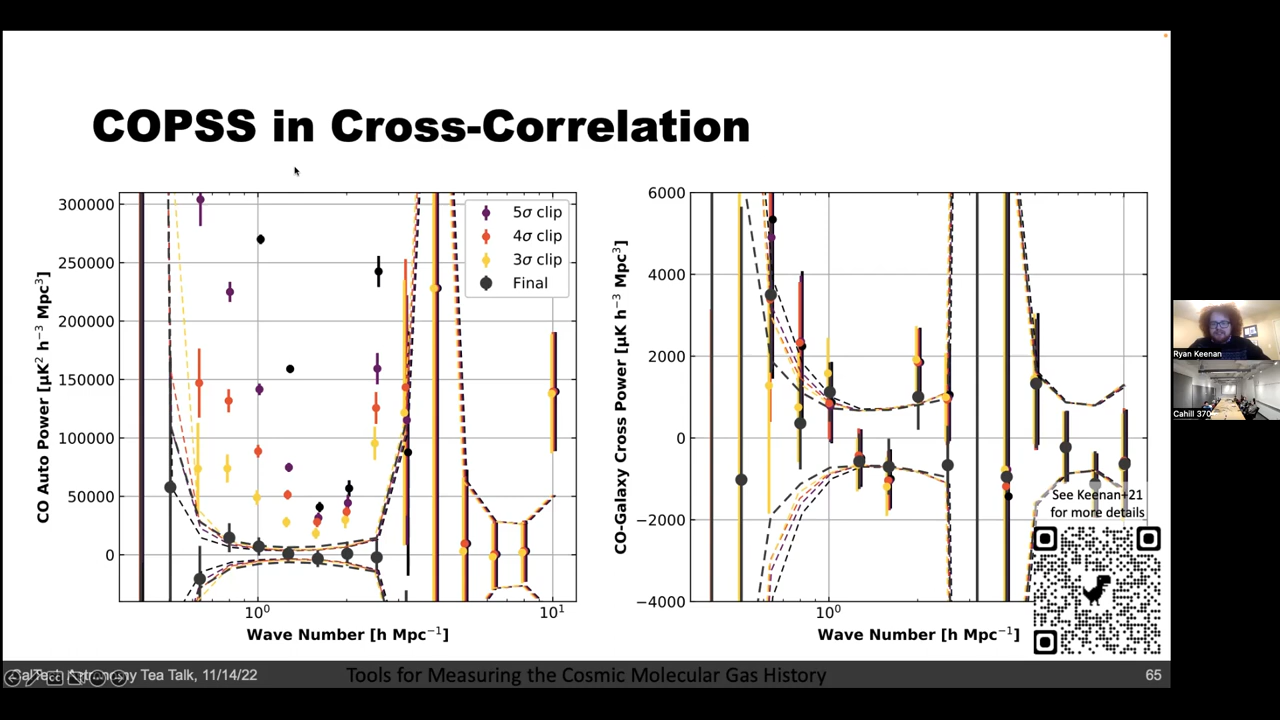 COPSS in Cross-Correlation
CO Auto Power [μK² h⁻³ Mpc³]
300000
250000
200000
150000
100000
50000
0
5σ clip
4σ clip
3σ clip
Final
10⁰
10¹
Wave Number [h Mpc⁻¹]
CO-Galaxy Cross Power [μK h⁻³ Mpc³]
6000
4000
2000
0
−2000
−4000
10⁰
Wave Number [h Mpc⁻¹]
See Keenan+21
for more details
Ryan Keenan
Cahill 370
CalTech Astronomy Tea Talk, 11/14/22
Tools for Measuring the Cosmic Molecular Gas History
65